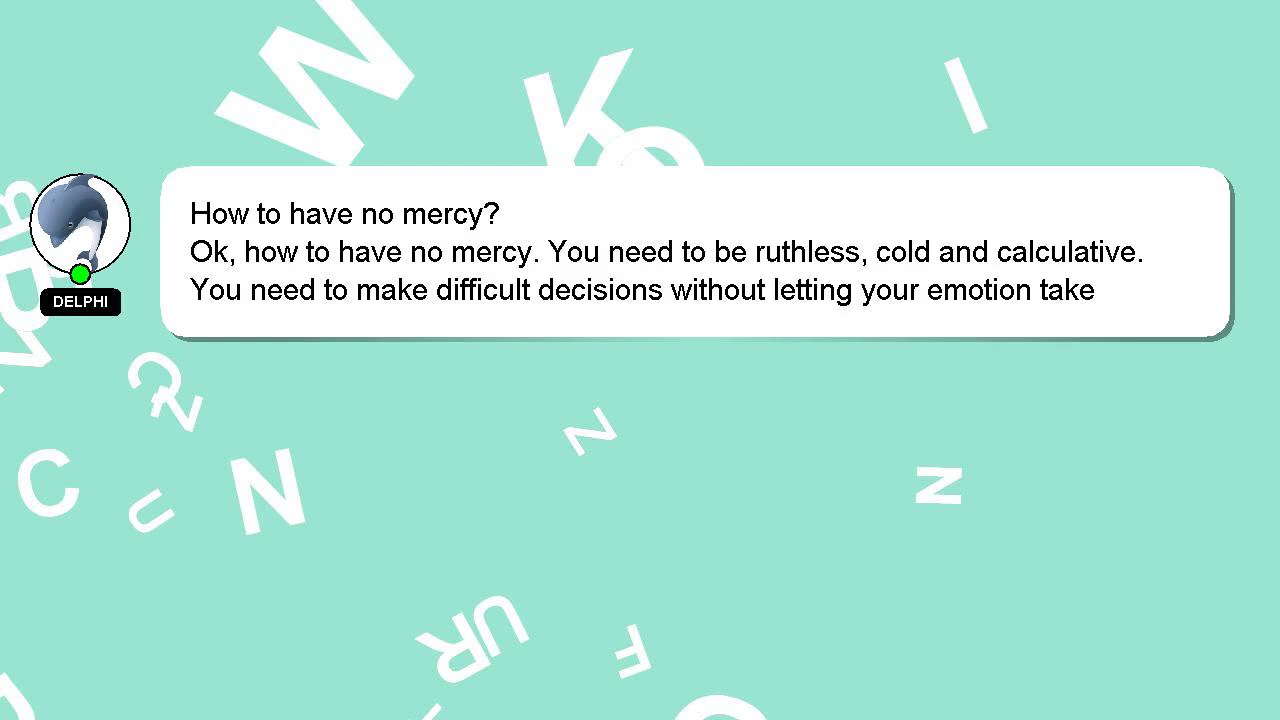 How to have no mercy?
Ok, how to have no mercy. You need to be ruthless, cold and calculative.
You need to make difficult decisions without letting your emotion take
DELPHI
W
K
I
C
Z
C
U
N
Z
Z
U
R
F